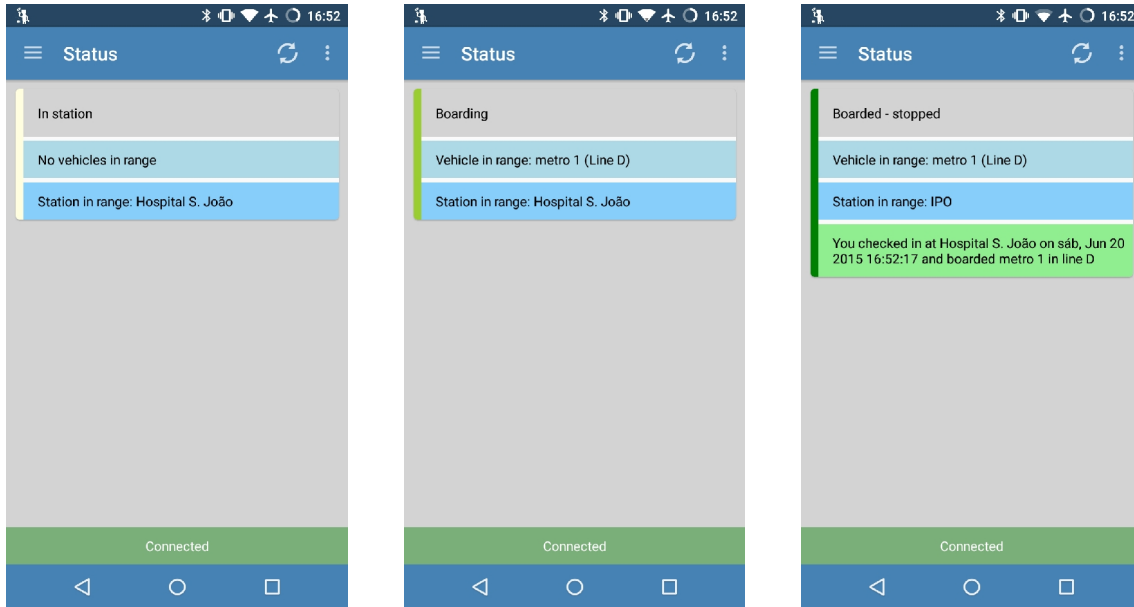 16:52
Status
In station
No vehicles in range
Station in range: Hospital S. João
Connected
16:52
Status
Boarding
Vehicle in range: metro 1 (Line D)
Station in range: Hospital S. João
Connected
16:52
Status
Boarded - stopped
Vehicle in range: metro 1 (Line D)
Station in range: IPO
You checked in at Hospital S. João on sáb, Jun 20
2015 16:52:17 and boarded metro 1 in line D
Connected